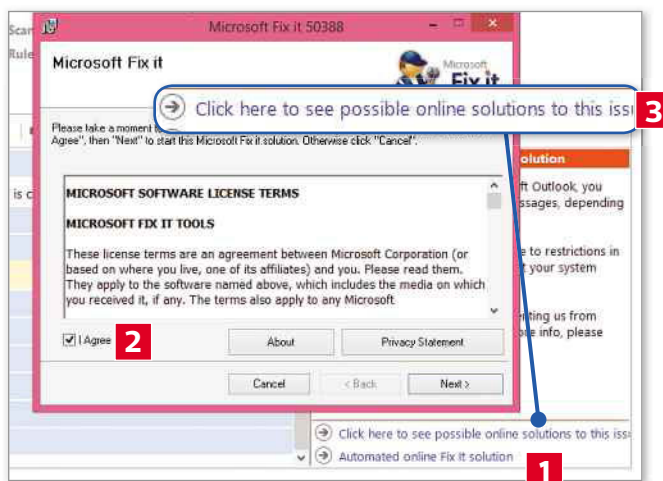 Scan
Rule
Microsoft Fix it 50388
Microsoft Fix it
Microsoft
Fix it
Click here to see possible online solutions to this issu
3
Please take a moment to
Agree", then "Next" to start this Microsoft Fix it solution. Otherwise click "Cancel".
is c
MICROSOFT SOFTWARE LICENSE TERMS
MICROSOFT FIX IT TOOLS
These license terms are an agreement between Microsoft Corporation (or
based on where you live, one of its affiliates) and you. Please read them.
They apply to the software named above, which includes the media on which
you received it, if any. The terms also apply to any Microsoft
I Agree
2
About
Privacy Statement
Cancel
< Back
Next >
olution
ft Outlook, you
ssages, depending
e to restrictions in
t your system
nting us from
ore info, please
Click here to see possible online solutions to this issu
Automated online Fix It solution
1